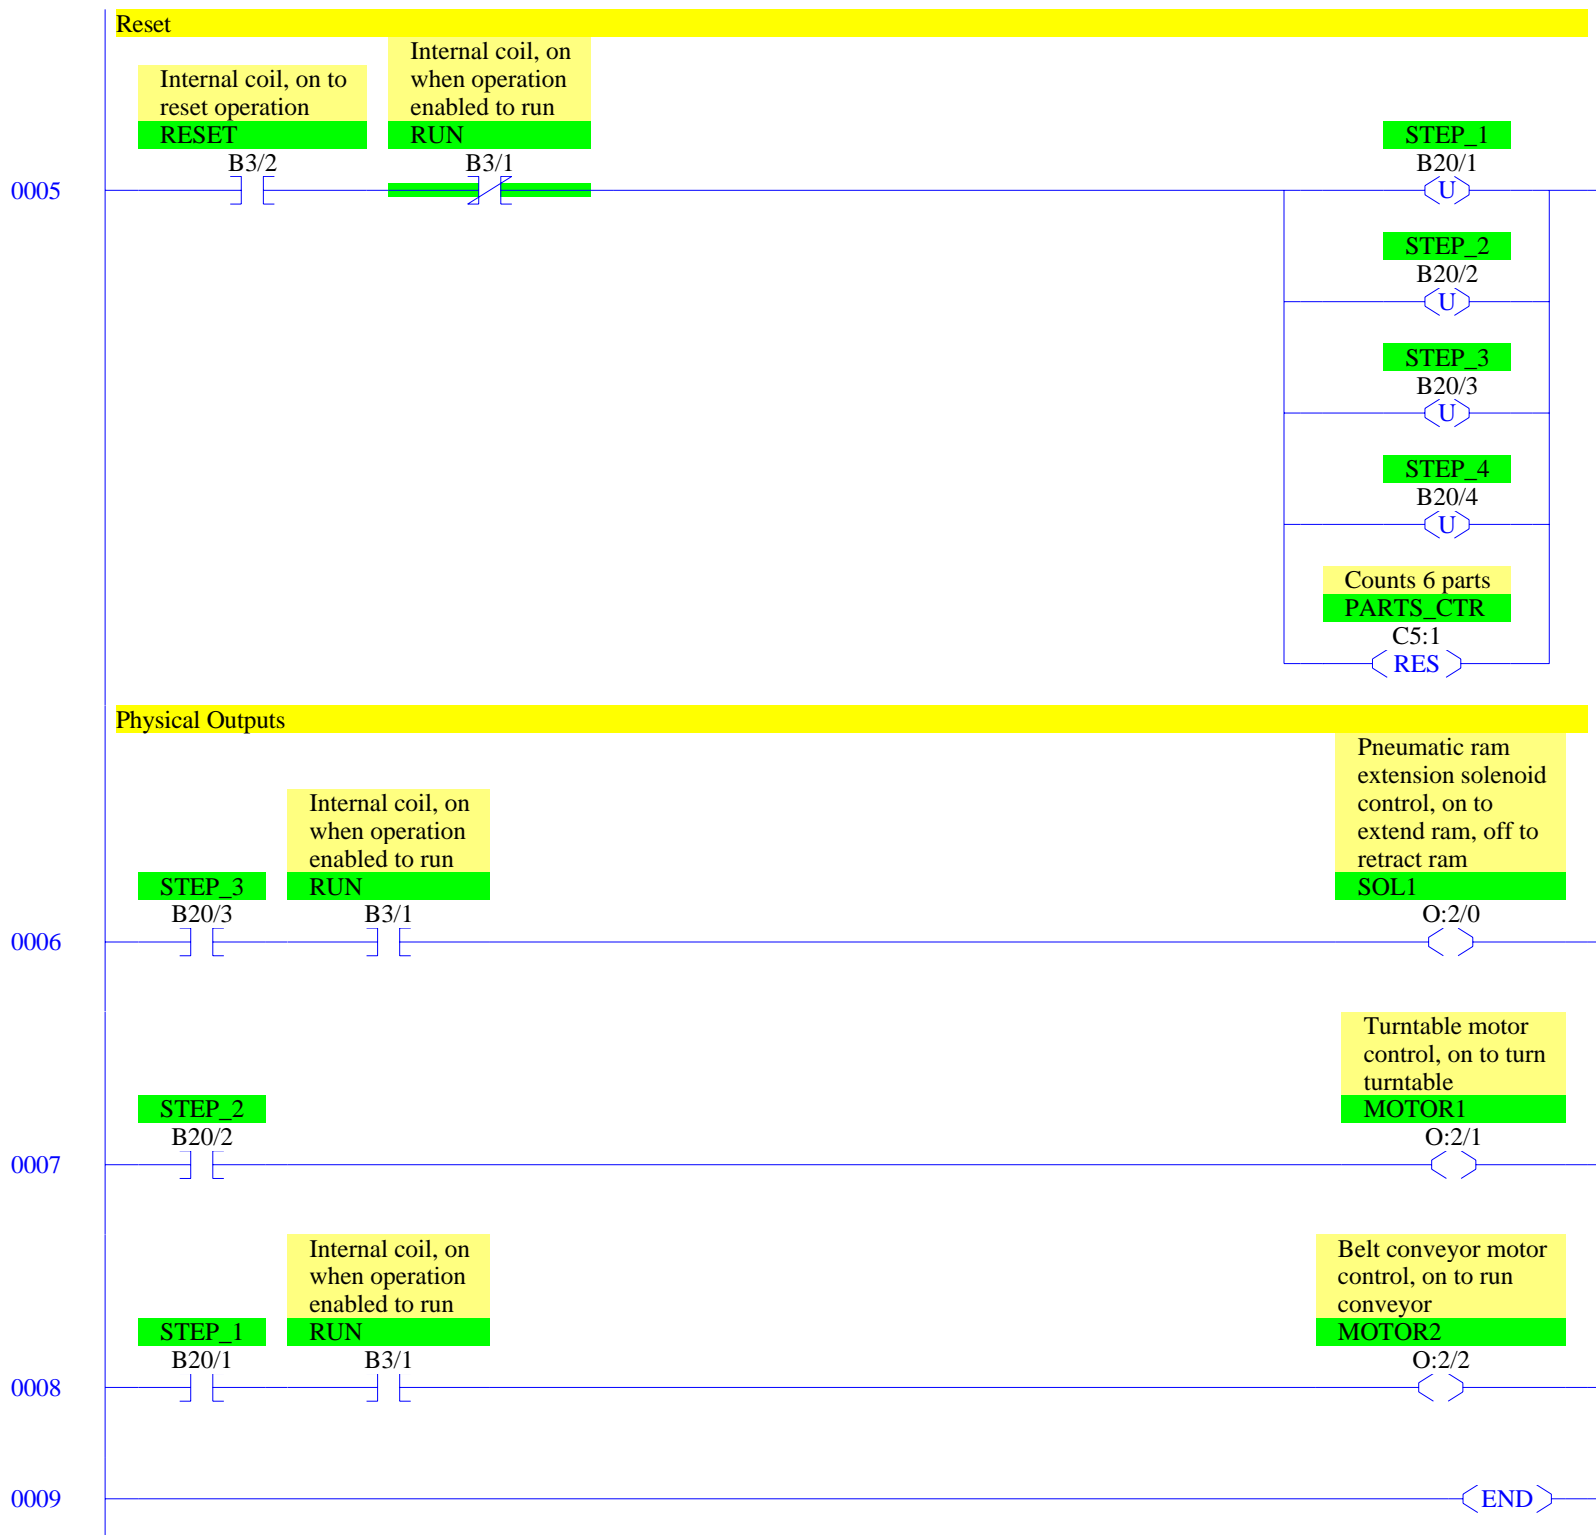 Reset
Internal coil, on to
reset operation
RESET
B3/2
Internal coil, on
when operation
enabled to run
RUN
B3/1
STEP_1
B20/1
0005
U
STEP_2
B20/2
U
STEP_3
B20/3
U
STEP_4
B20/4
U
Counts 6 parts
PARTS_CTR
C5:1
RES
Physical Outputs
STEP_3
B20/3
Internal coil, on
when operation
enabled to run
RUN
B3/1
Pneumatic ram
extension solenoid
control, on to
extend ram, off to
retract ram
SOL1
O:2/0
0006
STEP_2
B20/2
Turntable motor
control, on to turn
turntable
MOTOR1
O:2/1
0007
STEP_1
B20/1
Internal coil, on
when operation
enabled to run
RUN
B3/1
Belt conveyor motor
control, on to run
conveyor
MOTOR2
O:2/2
0008
0009
END